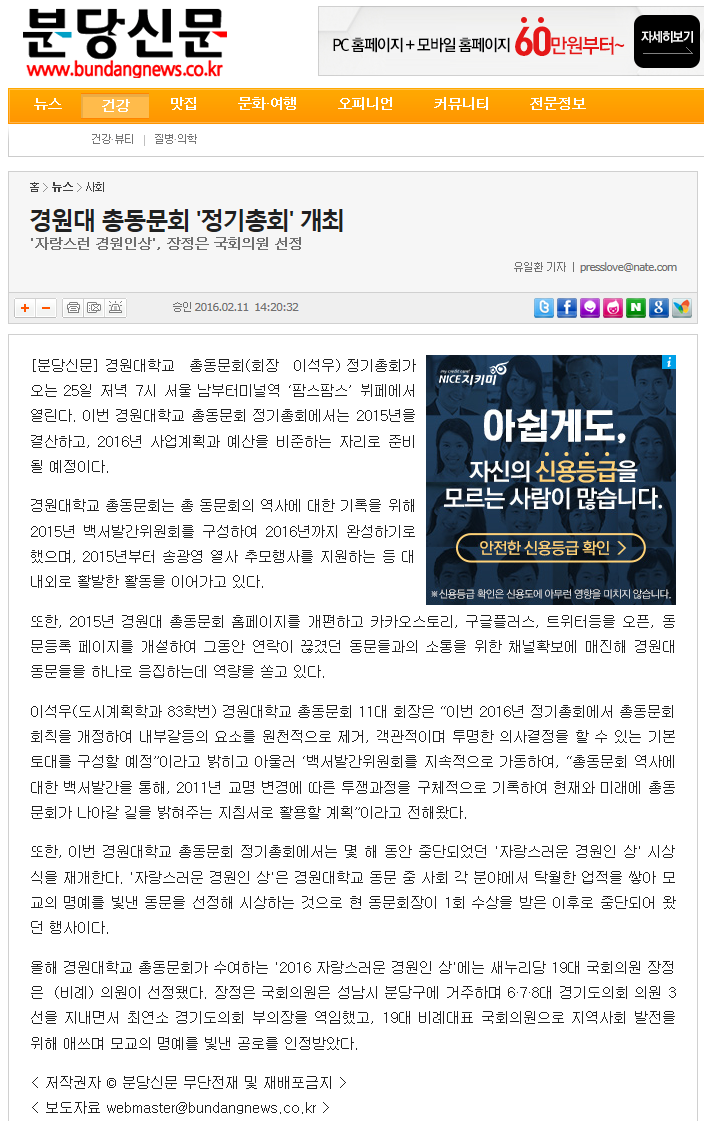 분당신문
www.bundangnews.co.kr
PC 홈페이지 + 모바일 홈페이지 60만원부터~
자세히보기
뉴스 건강 맛집 문화·여행 오피니언 커뮤니티 전문정보
건강·뷰티 | 질병·의학
홈 > 뉴스 > 사회
경원대 총동문회 '정기총회' 개최
'자랑스런 경원인상', 장정은 국회의원 선정
유일환 기자 | presslove@nate.com
승인 2016.02.11 14:20:32
[분당신문] 경원대학교 총동문회(회장 이석우) 정기총회가
오는 25일 저녁 7시 서울 남부터미널역 ‘팜스팜스’ 뷔페에서
열린다. 이번 경원대학교 총동문회 정기총회에서는 2015년을
결산하고, 2016년 사업계획과 예산을 비준하는 자리로 준비
될 예정이다.
경원대학교 총동문회는 총 동문회의 역사에 대한 기록을 위해
2015년 백서발간위원회를 구성하여 2016년까지 완성하기로
했으며, 2015년부터 송광영 열사 추모행사를 지원하는 등 대
내외로 활발한 활동을 이어가고 있다.
my credit care!
NICE지키미
아쉽게도,
자신의 신용등급을
모르는 사람이 많습니다.
안전한 신용등급 확인 >
※신용등급 확인은 신용도에 아무런 영향을 미치지 않습니다.
또한, 2015년 경원대 총동문회 홈페이지를 개편하고 카카오스토리, 구글플러스, 트위터등을 오픈, 동
문등록 페이지를 개설하여 그동안 연락이 끊겼던 동문들과의 소통을 위한 채널확보에 매진해 경원대
동문들을 하나로 응집하는데 역량을 쏟고 있다.
이석우(도시계획학과 83학번) 경원대학교 총동문회 11대 회장은 “이번 2016년 정기총회에서 총동문회
회칙을 개정하여 내부갈등의 요소를 원천적으로 제거, 객관적이며 투명한 의사결정을 할 수 있는 기본
토대를 구성할 예정”이라고 밝히고 아울러 ‘백서발간위원회를 지속적으로 가동하여, “총동문회 역사에
대한 백서발간을 통해, 2011년 교명 변경에 따른 투쟁과정을 구체적으로 기록하여 현재와 미래에 총동
문회가 나아갈 길을 밝혀주는 지침서로 활용할 계획”이라고 전해왔다.
또한, 이번 경원대학교 총동문회 정기총회에서는 몇 해 동안 중단되었던 '자랑스러운 경원인 상' 시상
식을 재개한다. '자랑스러운 경원인 상'은 경원대학교 동문 중 사회 각 분야에서 탁월한 업적을 쌓아 모
교의 명예를 빛낸 동문을 선정해 시상하는 것으로 현 동문회장이 1회 수상을 받은 이후로 중단되어 왔
던 행사이다.
올해 경원대학교 총동문회가 수여하는 '2016 자랑스러운 경원인 상'에는 새누리당 19대 국회의원 장정
은 (비례) 의원이 선정됐다. 장정은 국회의원은 성남시 분당구에 거주하며 6·7·8대 경기도의회 의원 3
선을 지내면서 최연소 경기도의회 부의장을 역임했고, 19대 비례대표 국회의원으로 지역사회 발전을
위해 애쓰며 모교의 명예를 빛낸 공로를 인정받았다.
< 저작권자 © 분당신문 무단전재 및 재배포금지 >
< 보도자료 webmaster@bundangnews.co.kr >